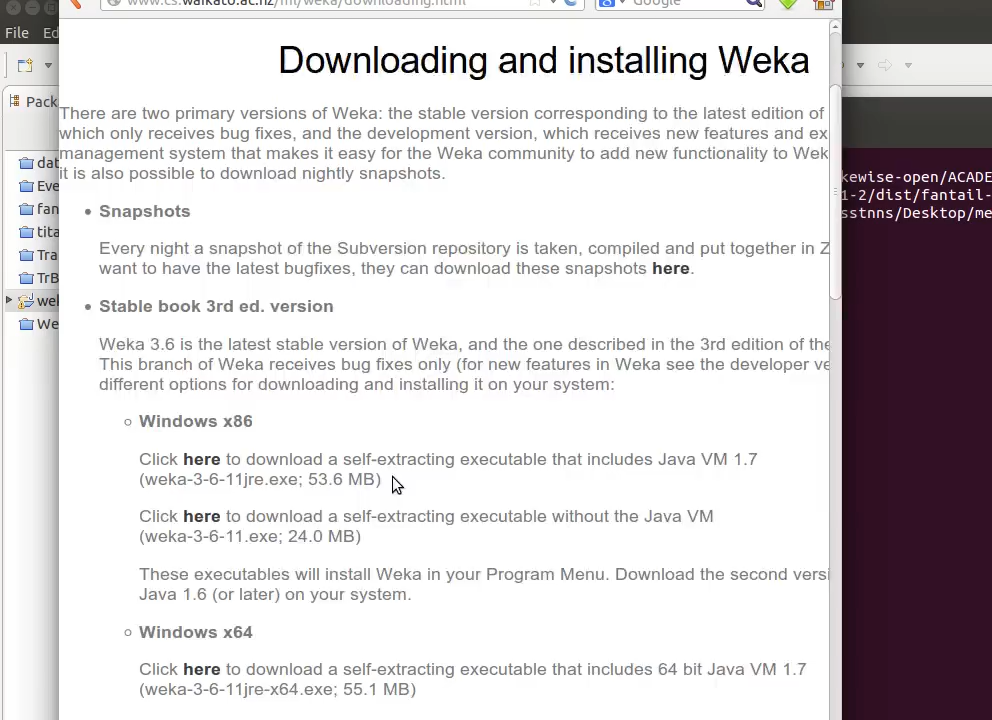 www.cs.waikato.ac.nz/ml/weka/downloading.html
Google
File Ed
Downloading and installing Weka
Pack
There are two primary versions of Weka: the stable version corresponding to the latest edition of
which only receives bug fixes, and the development version, which receives new features and ex
management system that makes it easy for the Weka community to add new functionality to Wek
it is also possible to download nightly snapshots.
dat
Eve
fan
tita
Tra
TrB
wek
We
kewise-open/ACADE
1-2/dist/fantail-
sstnns/Desktop/me
• Snapshots
Every night a snapshot of the Subversion repository is taken, compiled and put together in Z
want to have the latest bugfixes, they can download these snapshots here.
• Stable book 3rd ed. version
Weka 3.6 is the latest stable version of Weka, and the one described in the 3rd edition of the
This branch of Weka receives bug fixes only (for new features in Weka see the developer ve
different options for downloading and installing it on your system:
Windows x86
Click here to download a self-extracting executable that includes Java VM 1.7
(weka-3-6-11jre.exe; 53.6 MB)
Click here to download a self-extracting executable without the Java VM
(weka-3-6-11.exe; 24.0 MB)
These executables will install Weka in your Program Menu. Download the second versi
Java 1.6 (or later) on your system.
Windows x64
Click here to download a self-extracting executable that includes 64 bit Java VM 1.7
(weka-3-6-11jre-x64.exe; 55.1 MB)